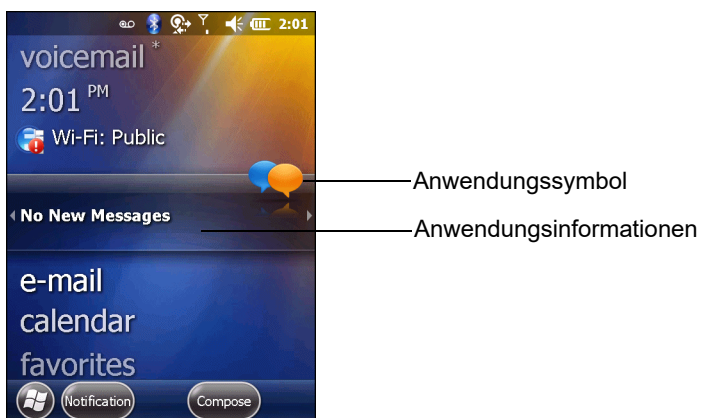 2:01
voicemail *
2:01 PM
Wi-Fi: Public
Anwendungssymbol
No New Messages
Anwendungsinformationen
e-mail
calendar
favorites
Notification
Compose